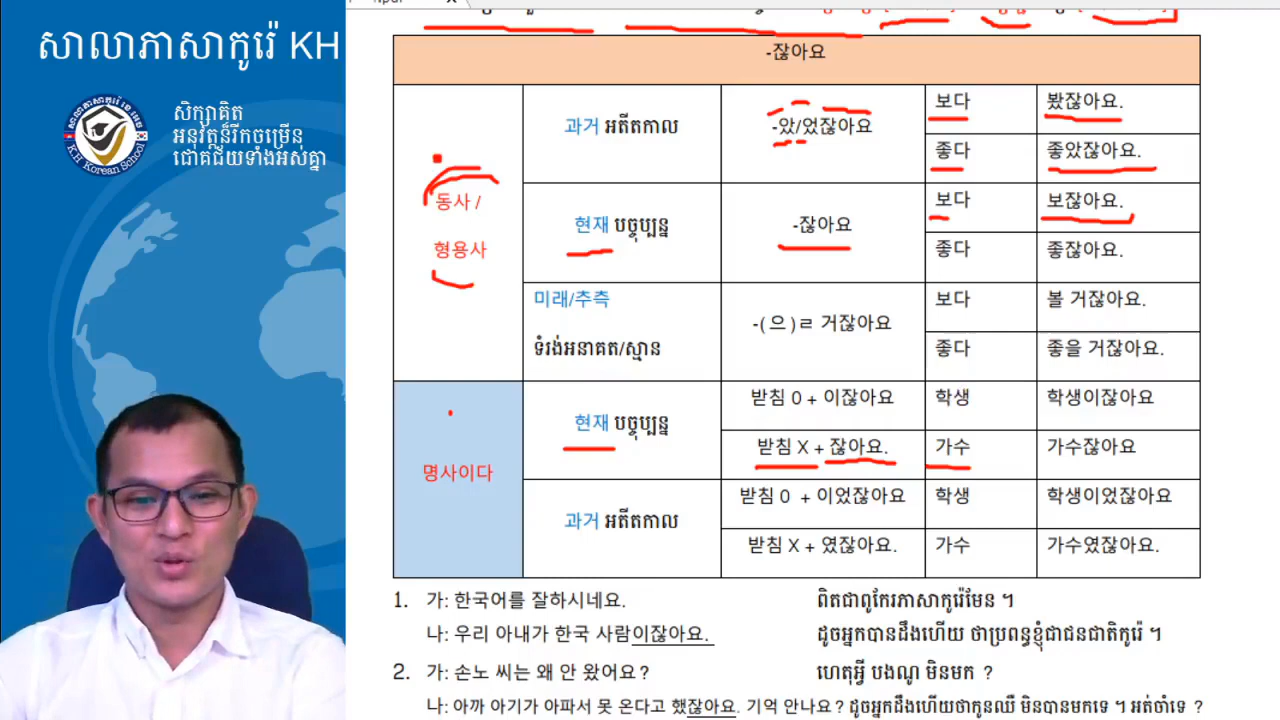 សាលាភាសាកូរ៉េ KH
សិក្សាគិត
អនុវត្តន៍រីកចម្រើន
ជោគជ័យទាំងអស់គ្នា
K.H Korean School
-잖아요
동사 /
형용사
과거 អតីតកាល
-았/었잖아요
보다
봤잖아요.
좋다
좋았잖아요.
현재 បច្ចុប្បន្ន
-잖아요
보다
보잖아요.
좋다
좋잖아요.
미래/추측
ទំរង់អនាគត/ស្មាន
-(으)ㄹ 거잖아요
보다
볼 거잖아요.
좋다
좋을 거잖아요.
명사이다
현재 បច្ចុប្បន្ន
받침 0 + 이잖아요
학생
학생이잖아요
받침 X + 잖아요.
가수
가수잖아요
과거 អតីតកាល
받침 0 + 이었잖아요
학생
학생이었잖아요
받침 X + 였잖아요.
가수
가수였잖아요.
1. 가: 한국어를 잘하시네요. ពិតជាពូកែរភាសាកូរ៉េមែន ។
나: 우리 아내가 한국 사람이잖아요. ដូចអ្នកបានដឹងហើយ ថាប្រពន្ធខ្ញុំជាជនជាតិកូរ៉េ ។
2. 가: 손노 씨는 왜 안 왔어요? ហេតុអ្វី បងណូ មិនមក ?
나: 아까 아기가 아파서 못 온다고 했잖아요. 기억 안나요? ដូចអ្នកដឹងហើយថាកូនឈឺ មិនបានមកទេ ។ អត់ចាំទេ ?